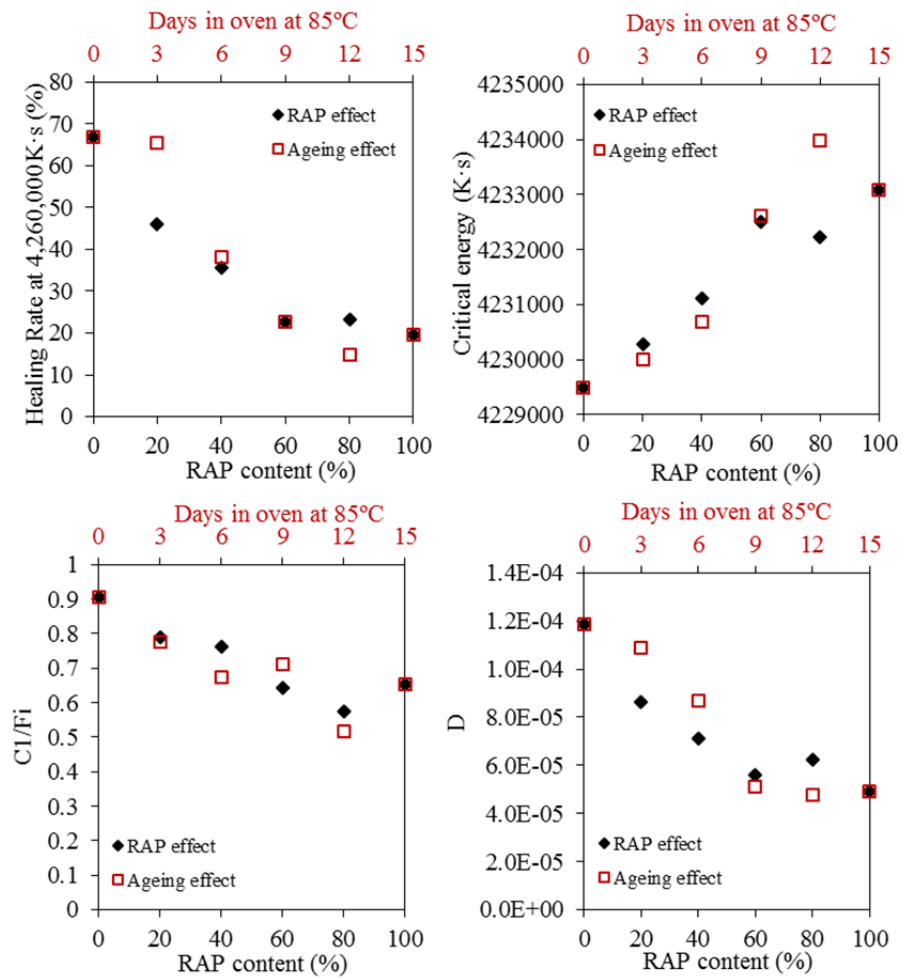 Days in oven at 85ºC
0 3 6 9 12 15
Healing Rate at 4,260,000K·s (%)
80
70
60
50
40
30
20
10
0
RAP effect
Ageing effect
0 20 40 60 80 100
RAP content (%)
Days in oven at 85ºC
0 3 6 9 12 15
Critical energy (K·s)
4235000
4234000
4233000
4232000
4231000
4230000
4229000
RAP effect
Ageing effect
0 20 40 60 80 100
RAP content (%)
Days in oven at 85ºC
0 3 6 9 12 15
C1/Fi
1
0.9
0.8
0.7
0.6
0.5
0.4
0.3
0.2
0.1
0
RAP effect
Ageing effect
0 20 40 60 80 100
RAP content (%)
Days in oven at 85ºC
0 3 6 9 12 15
D
1.4E-04
1.2E-04
1.0E-04
8.0E-05
6.0E-05
4.0E-05
2.0E-05
0.0E+00
RAP effect
Ageing effect
0 20 40 60 80 100
RAP content (%)